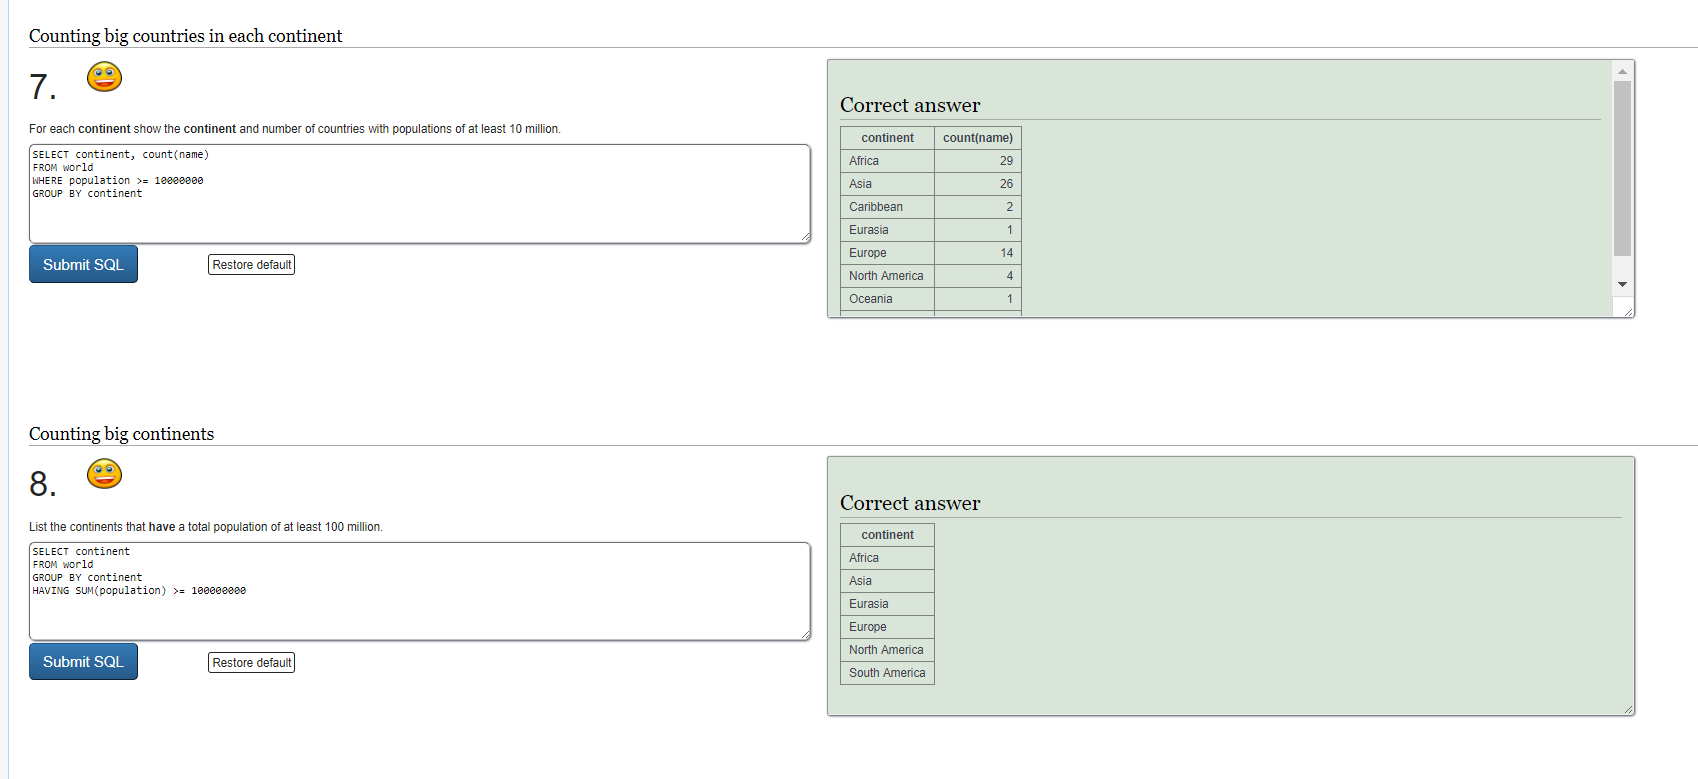 Counting big countries in each continent
7.
For each continent show the continent and number of countries with populations of at least 10 million.
SELECT continent, count(name)
FROM world
WHERE population >= 10000000
GROUP BY continent
Submit SQL
Restore default
Correct answer
continent count(name)
Africa 29
Asia 26
Caribbean 2
Eurasia 1
Europe 14
North America 4
Oceania 1
Counting big continents
8.
List the continents that have a total population of at least 100 million.
SELECT continent
FROM world
GROUP BY continent
HAVING SUM(population) >= 100000000
Submit SQL
Restore default
Correct answer
continent
Africa
Asia
Eurasia
Europe
North America
South America